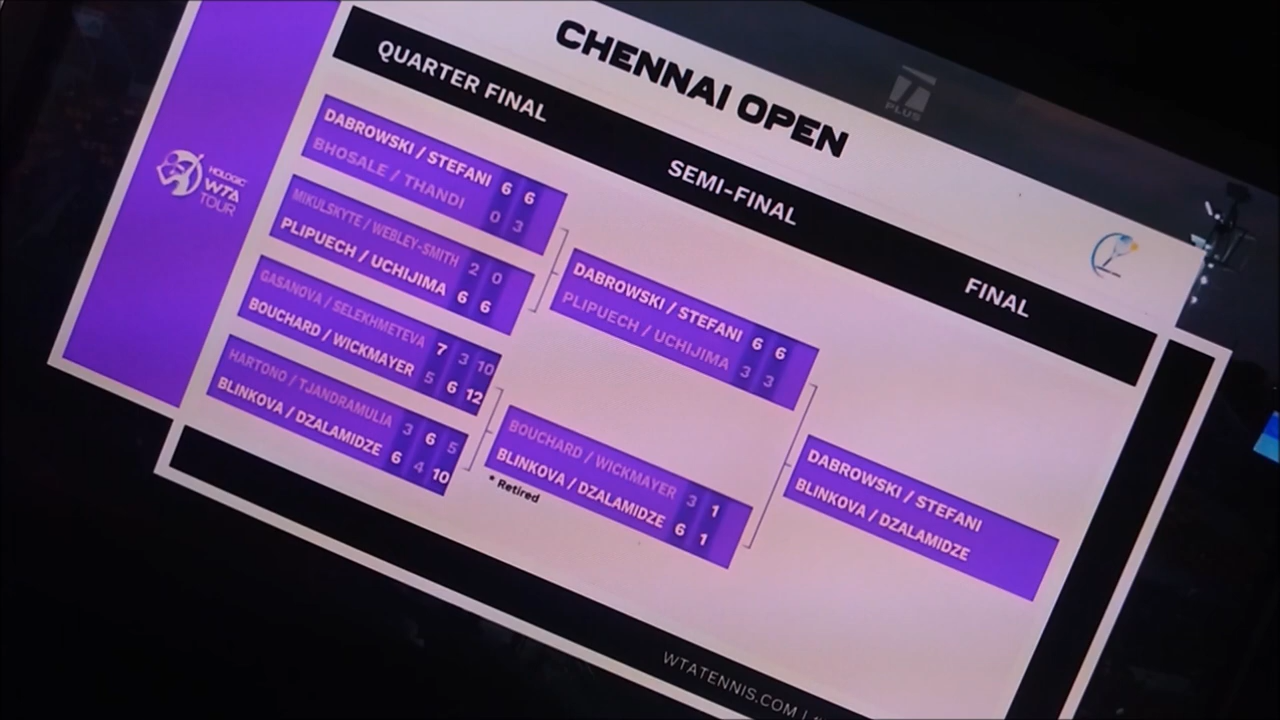 CHENNAI OPEN
PLUS
QUARTER FINAL
SEMI-FINAL
FINAL
HOLOGIC
WTA
TOUR
DABROWSKI / STEFANI 6 6
BHOSALE / THANDI 0 3
MIKULSKYTE / WEBLEY-SMITH 2 0
PLIPUECH / UCHIJIMA 6 6
GASANOVA / SELEKHMETEVA 7 3 10
BOUCHARD / WICKMAYER 5 6 12
HARTONO / TJANDRAMULIA 3 6 5
BLINKOVA / DZALAMIDZE 6 4 10
DABROWSKI / STEFANI 6 6
PLIPUECH / UCHIJIMA 3 3
BOUCHARD / WICKMAYER 3 1
BLINKOVA / DZALAMIDZE 6 1
* Retired
DABROWSKI / STEFANI
BLINKOVA / DZALAMIDZE
WTATENNIS.COM |